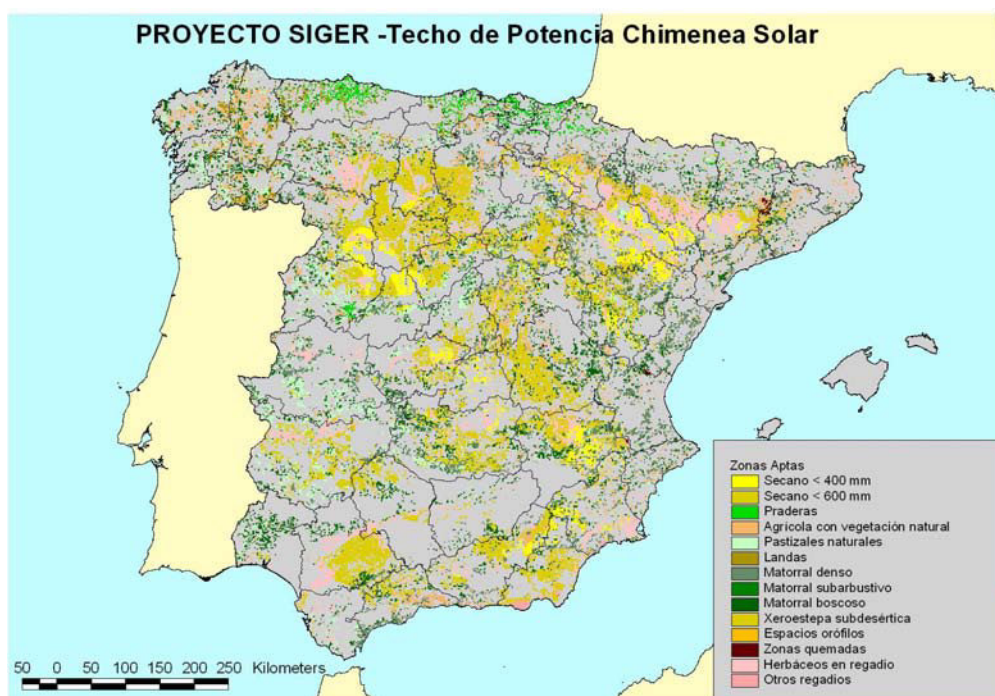 PROYECTO SIGER -Techo de Potencia Chimenea Solar
Zonas Aptas
Secano < 400 mm
Secano < 600 mm
Praderas
Agrícola con vegetación natural
Pastizales naturales
Landas
Matorral denso
Matorral subarbustivo
Matorral boscoso
Xeroestepa subdesértica
Espacios orófilos
Zonas quemadas
Herbáceos en regadio
Otros regadios
50 0 50 100 150 200 250 Kilometers